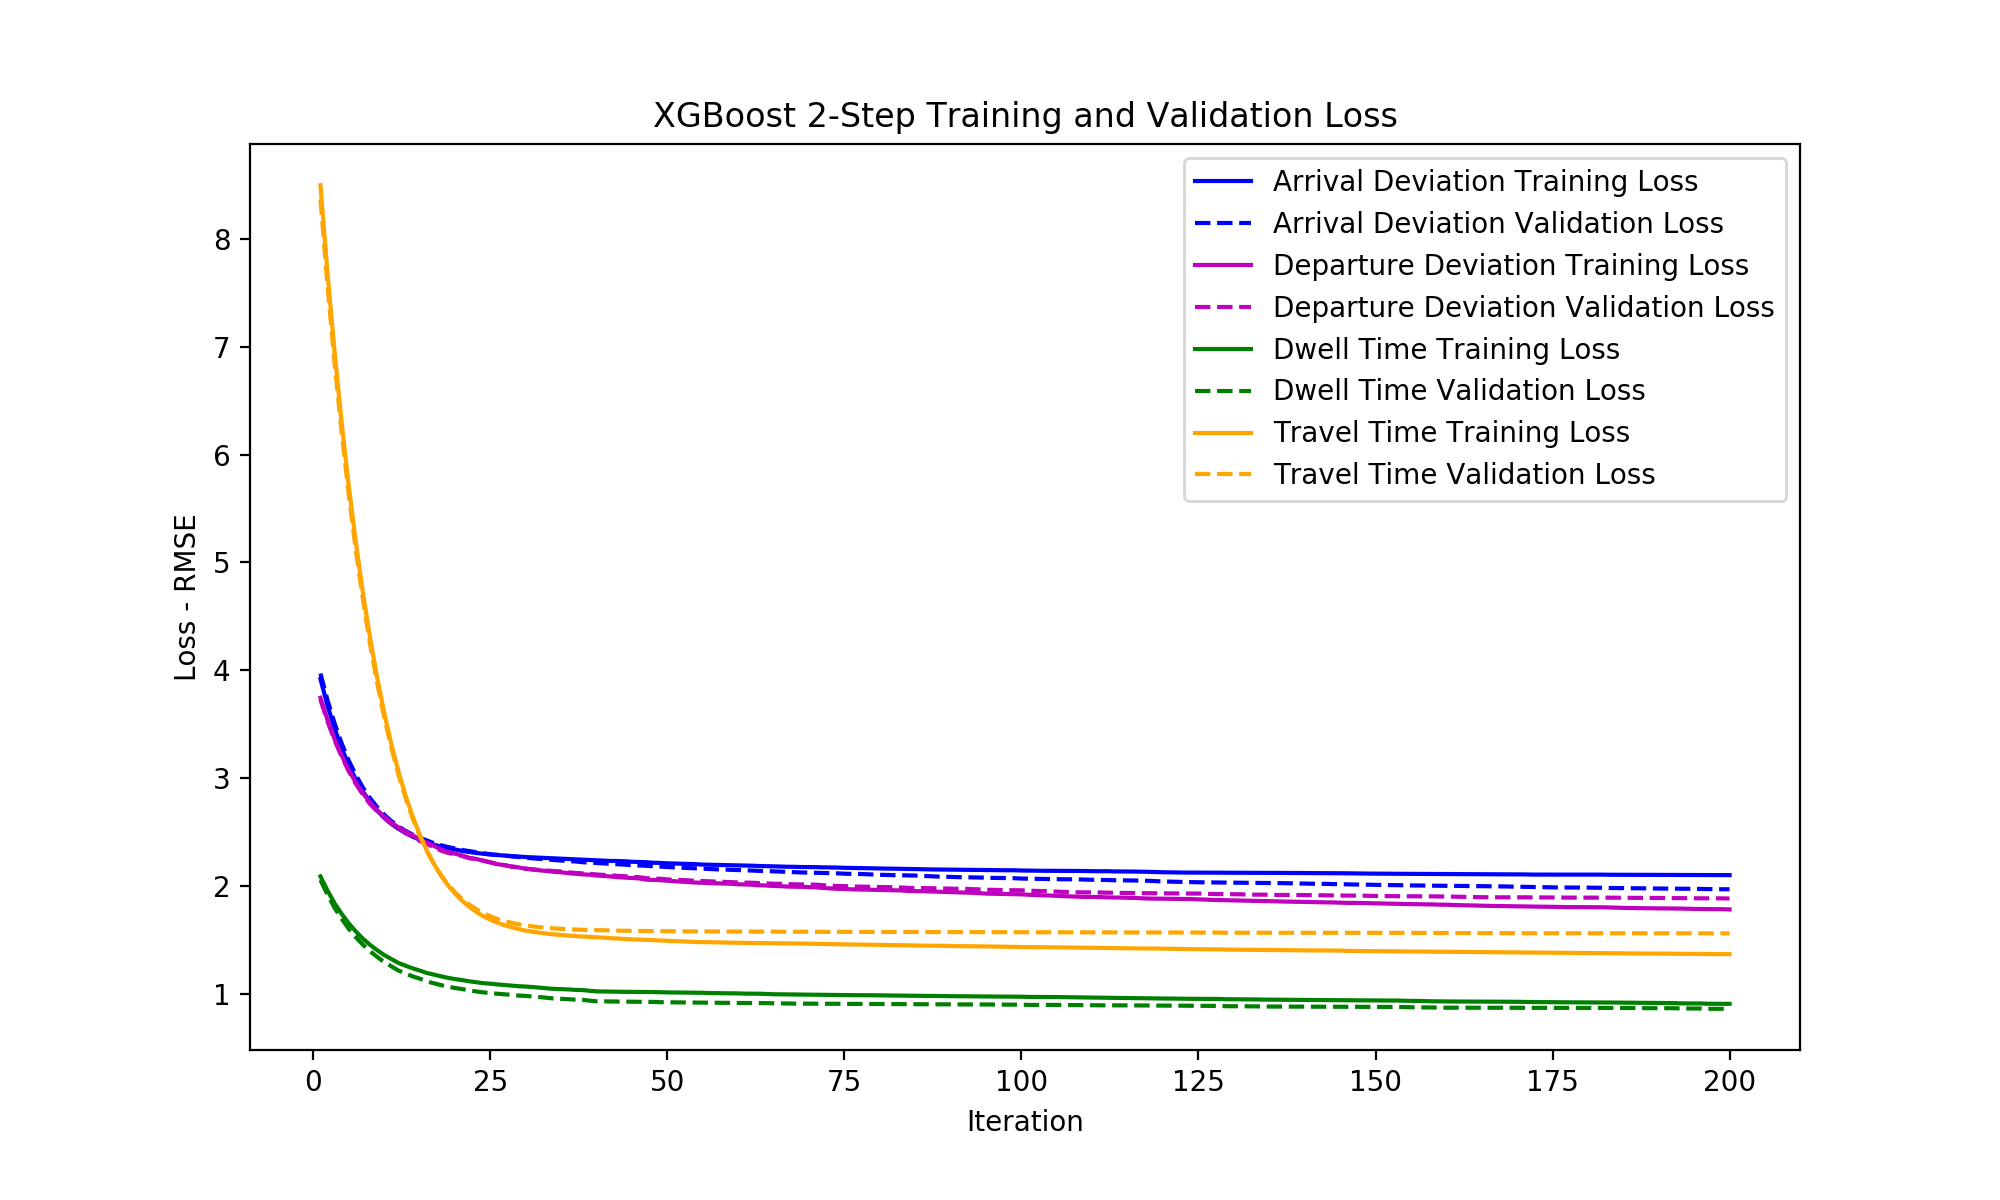 XGBoost 2-Step Training and Validation Loss
Arrival Deviation Training Loss
Arrival Deviation Validation Loss
Departure Deviation Training Loss
Departure Deviation Validation Loss
Dwell Time Training Loss
Dwell Time Validation Loss
Travel Time Training Loss
Travel Time Validation Loss
Loss - RMSE
8
7
6
5
4
3
2
1
0 25 50 75 100 125 150 175 200
Iteration